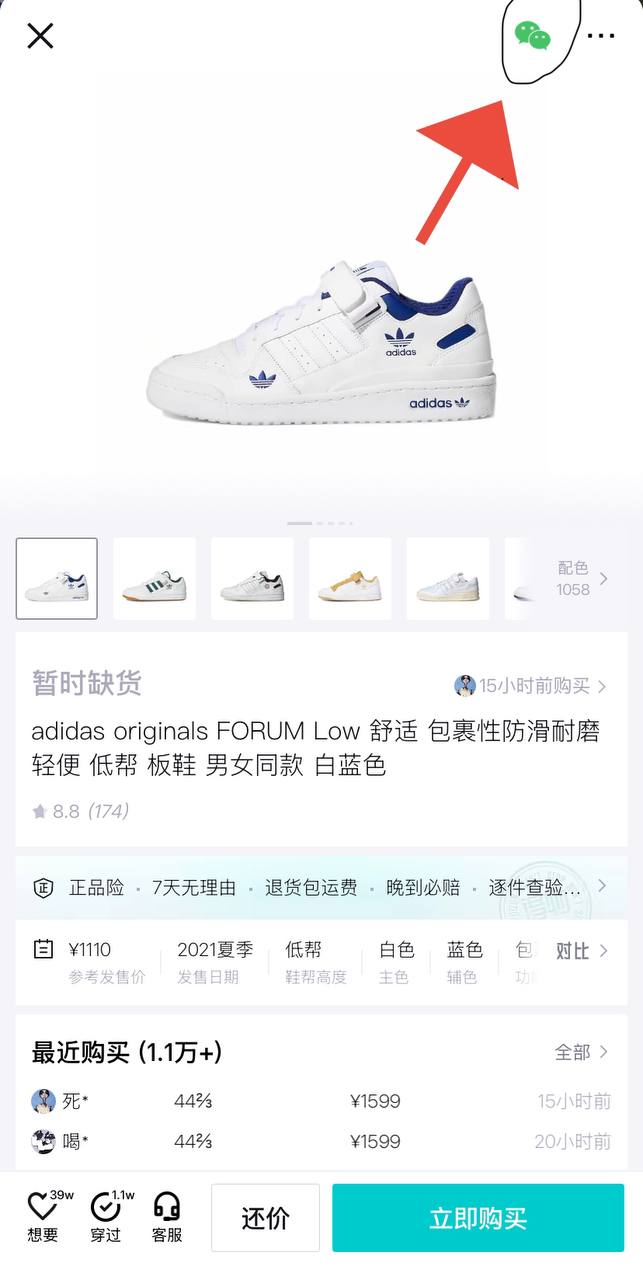 adidas
adidas
配色
1058
暂时缺货
15小时前购买
adidas originals FORUM Low 舒适 包裹性防滑耐磨
轻便 低帮 板鞋 男女同款 白蓝色
8.8 (174)
正品险 · 7天无理由 · 退货包运费 · 晚到必赔 · 逐件查验...
¥1110 2021夏季 低帮 白色 蓝色 包 对比
参考发售价 发售日期 鞋帮高度 主色 辅色 功
最近购买 (1.1万+) 全部
死* 44⅔ ¥1599 15小时前
喝* 44⅔ ¥1599 20小时前
39w 1.1w
想要 穿过 客服 还价 立即购买